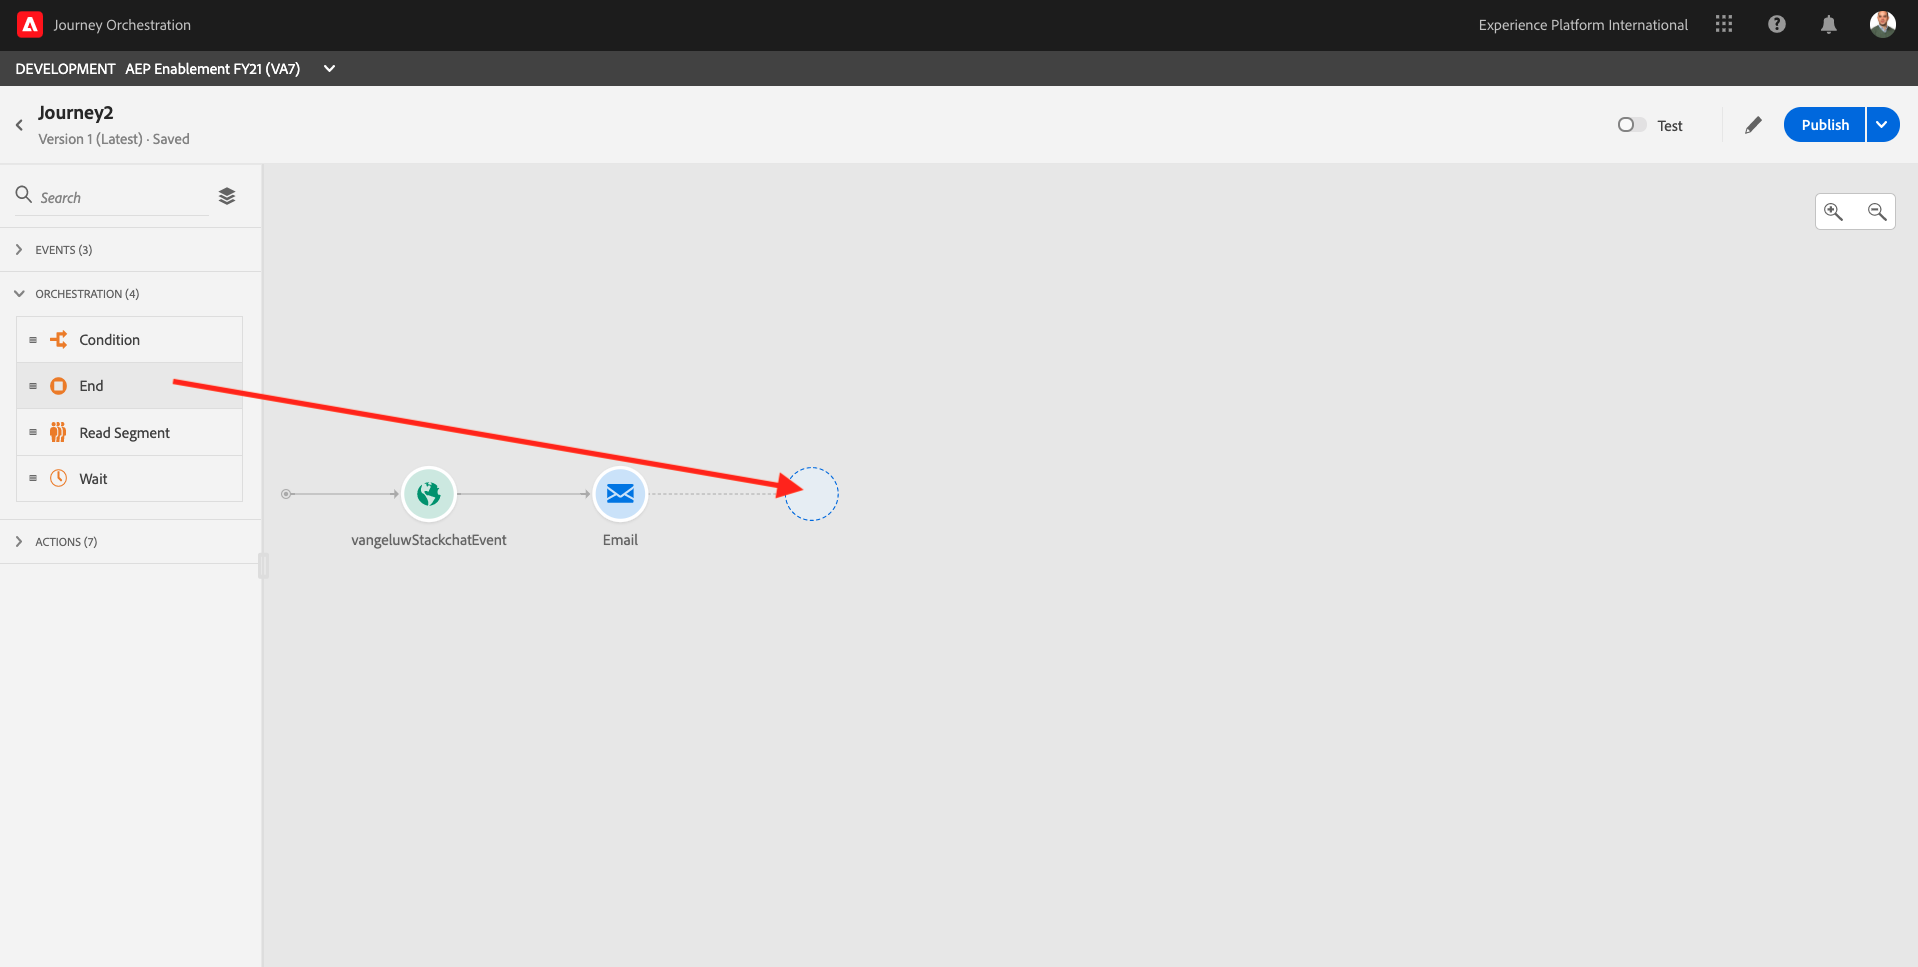 Journey Orchestration
Experience Platform International
DEVELOPMENT AEP Enablement FY21 (VA7)
Journey2
Version 1 (Latest) · Saved
Test
Publish
Search
EVENTS (3)
ORCHESTRATION (4)
Condition
End
Read Segment
Wait
ACTIONS (7)
vangeluwStackchatEvent
Email